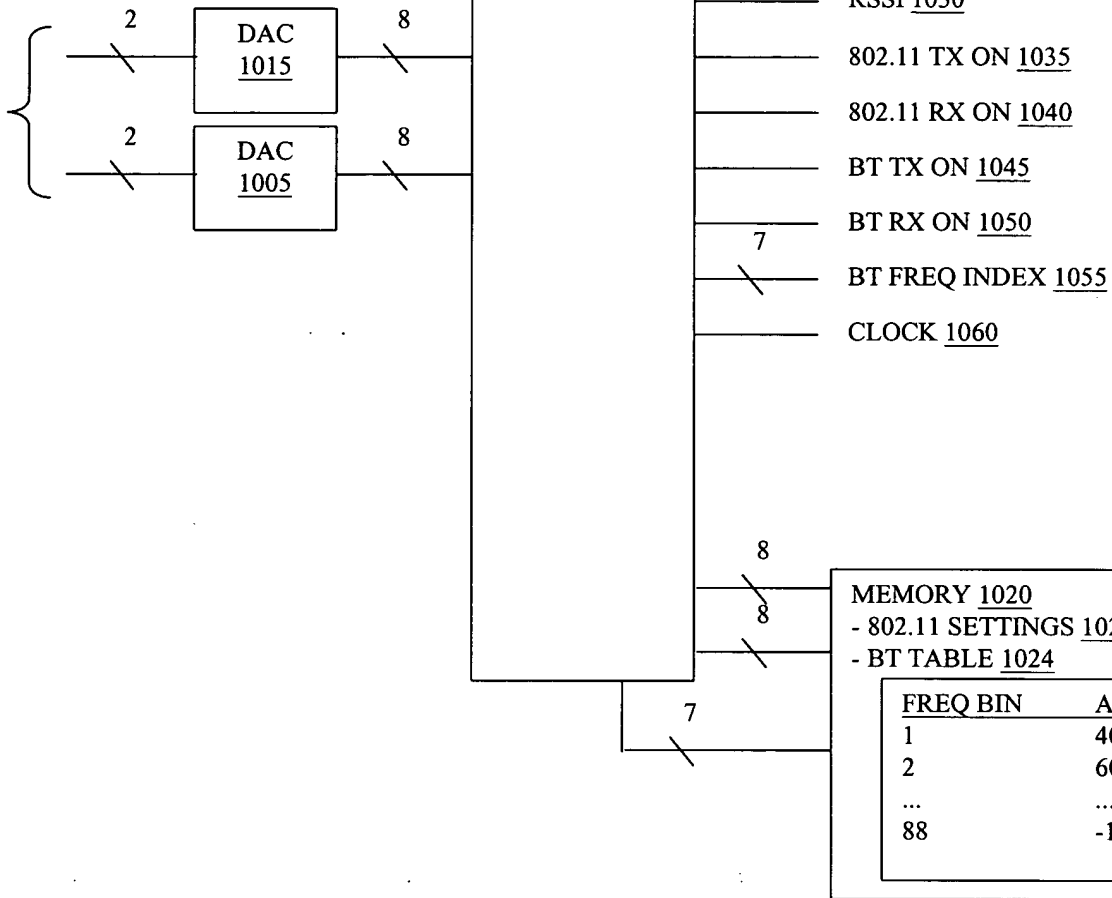 RSSI 1030
2
DAC
1015
8
802.11 TX ON 1035
802.11 RX ON 1040
2
DAC
1005
8
BT TX ON 1045
BT RX ON 1050
7
BT FREQ INDEX 1055
CLOCK 1060
8
8
MEMORY 1020
- 802.11 SETTINGS
- BT TABLE 1024
FREQ BIN
1
2
...
...
88
7